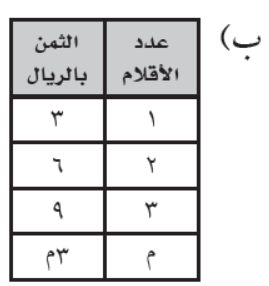 ب)
عدد الأقلام | الثمن بالريال
١ | ٣
٢ | ٦
٣ | ٩
م | ٣م